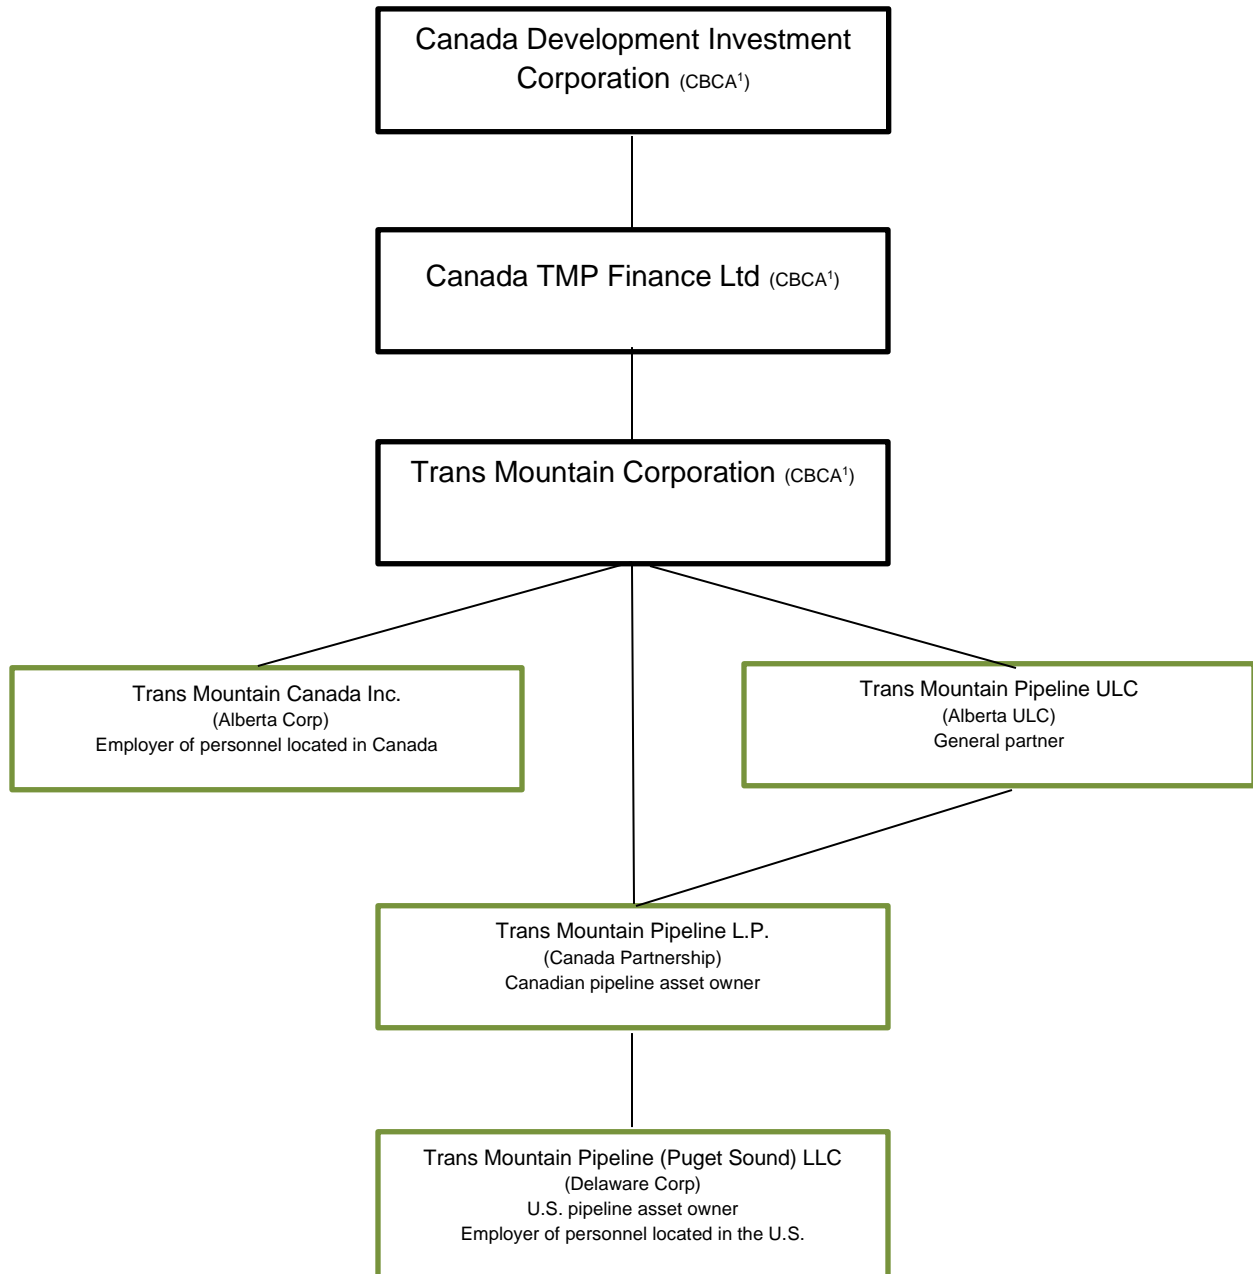 Canada Development Investment
Corporation (CBCA¹)
Canada TMP Finance Ltd (CBCA¹)
Trans Mountain Corporation (CBCA¹)
Trans Mountain Canada Inc.
(Alberta Corp)
Employer of personnel located in Canada
Trans Mountain Pipeline ULC
(Alberta ULC)
General partner
Trans Mountain Pipeline L.P.
(Canada Partnership)
Canadian pipeline asset owner
Trans Mountain Pipeline (Puget Sound) LLC
(Delaware Corp)
U.S. pipeline asset owner
Employer of personnel located in the U.S.